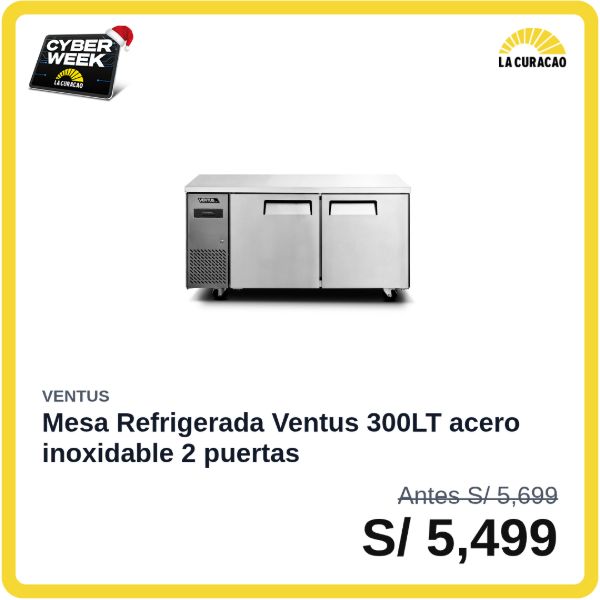 CYBER
WEEK
LA CURACAO
LA CURACAO
VENTUS
VENTUS
Mesa Refrigerada Ventus 300LT acero
inoxidable 2 puertas
Antes S/ 5,699
S/ 5,499